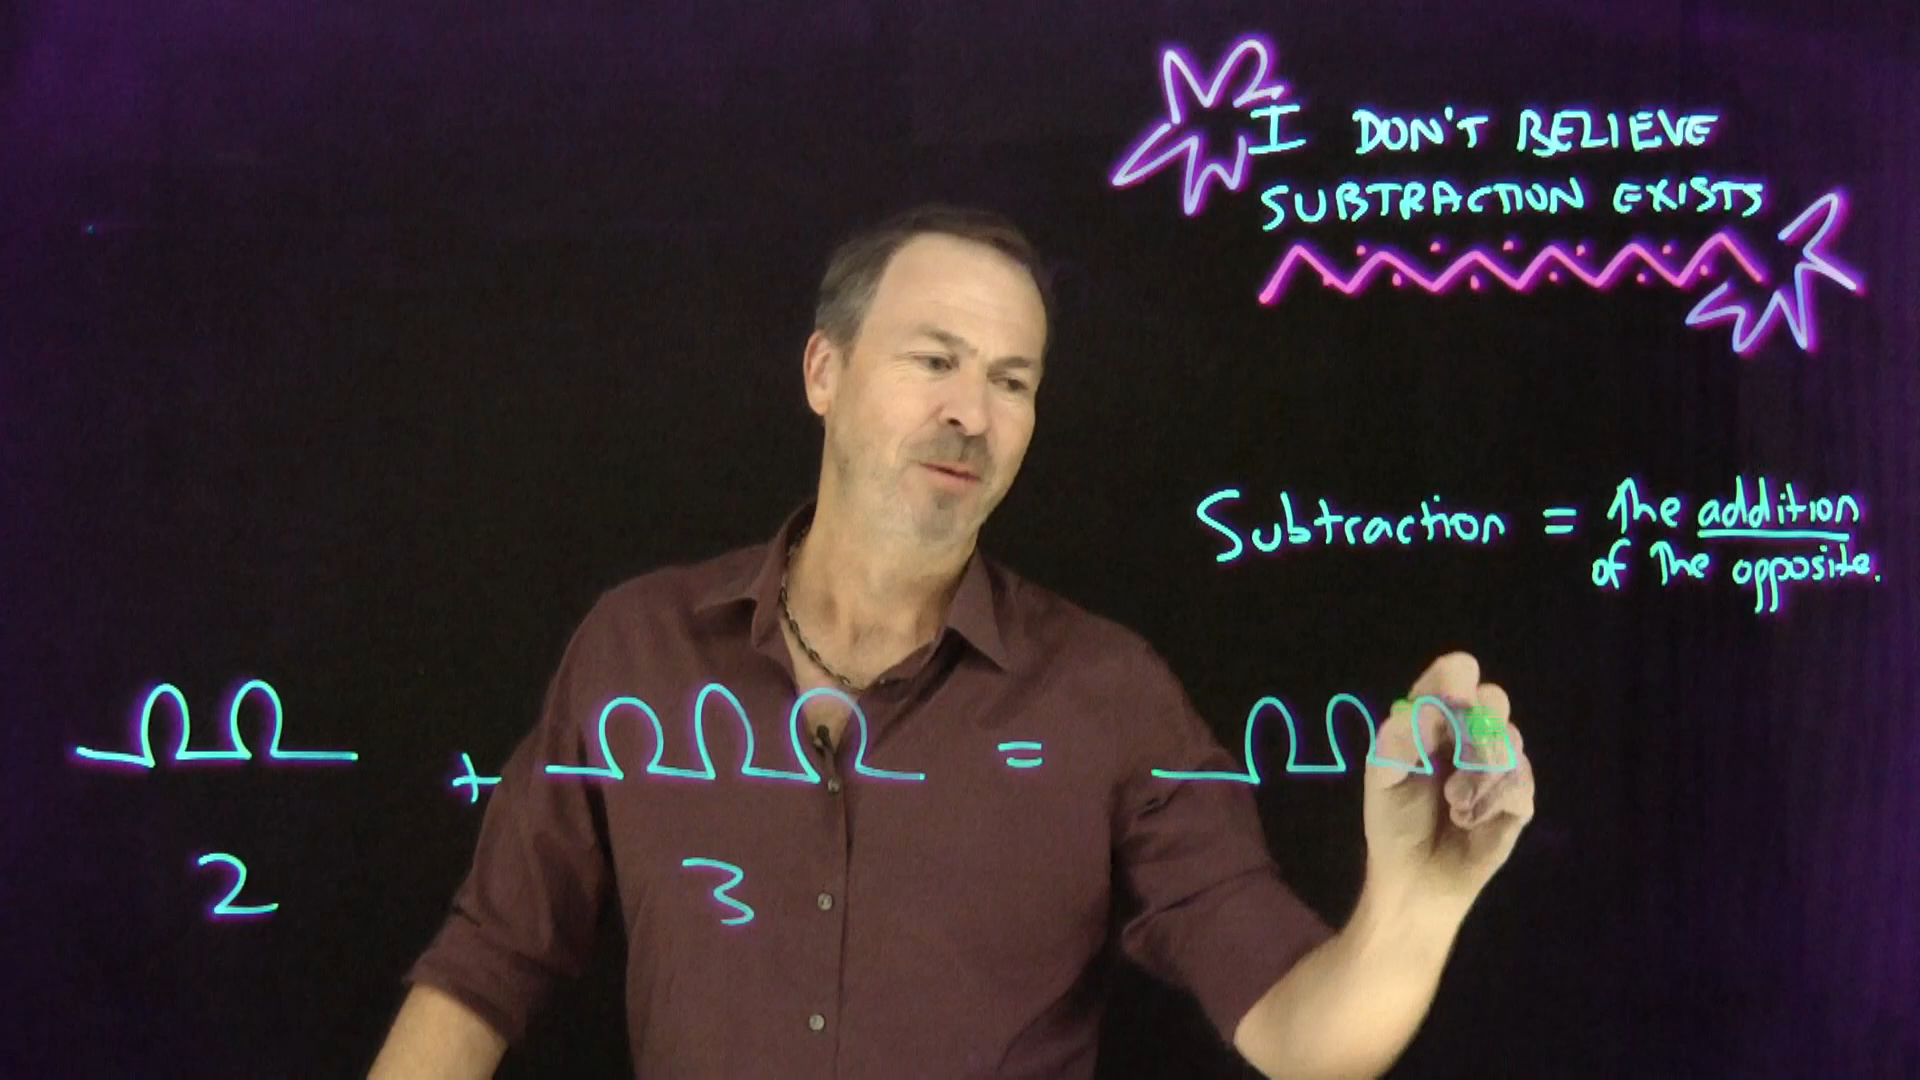 I DON'T BELIEVE
SUBTRACTION EXISTS
Subtraction = The addition
of The opposite.
+ =
2 3